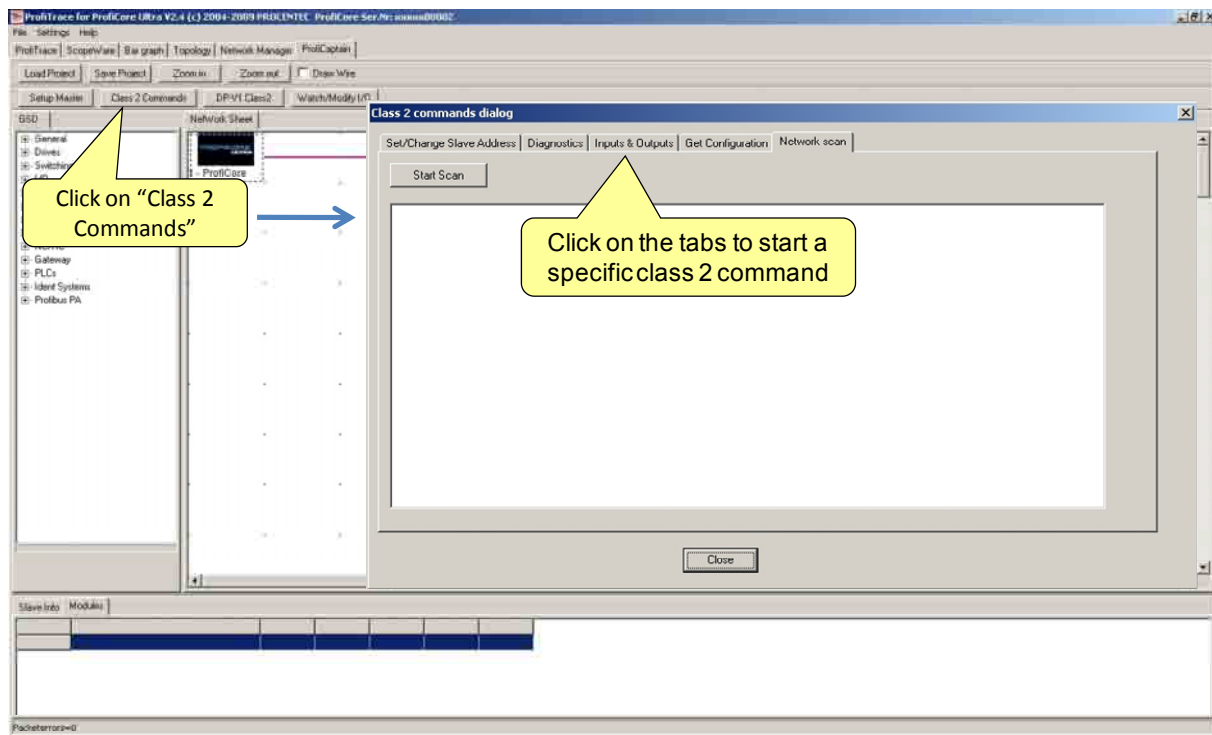 ProfiTrace for ProfiCore Ultra V2.4 (c) 2004-2009 PROCENTEC ProfiCore Ser.Nr:
File Settings Help
ProfiTrace ScopeWare Bar graph Topology Network Manager ProfiCaptain
Load Project Save Project Zoom in Zoom out Draw Wire
Setup Master Class 2 Commands DP-V1 Class2 Watch/Modify I/O
GSD Network Sheet
General
Drives
Switching
I/O
Gateway
PLCs
Ident Systems
Profibus PA
1 - ProfiCore
Click on “Class 2
Commands”
Class 2 commands dialog
Set/Change Slave Address Diagnostics Inputs & Outputs Get Configuration Network scan
Start Scan
Click on the tabs to start a
specific class 2 command
Close
Slave Info Modules
Packeterrors=0